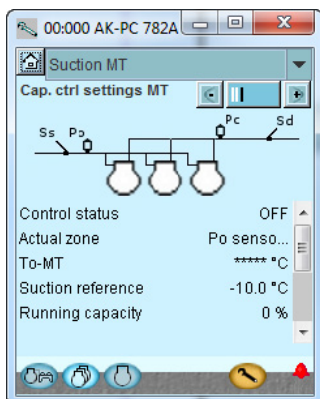 00:000 AK-PC 782A
Suction MT
Cap. ctrl settings MT
Ss Po Pc Sd
Control status OFF
Actual zone Po senso...
To-MT ***** °C
Suction reference -10.0 °C
Running capacity 0 %